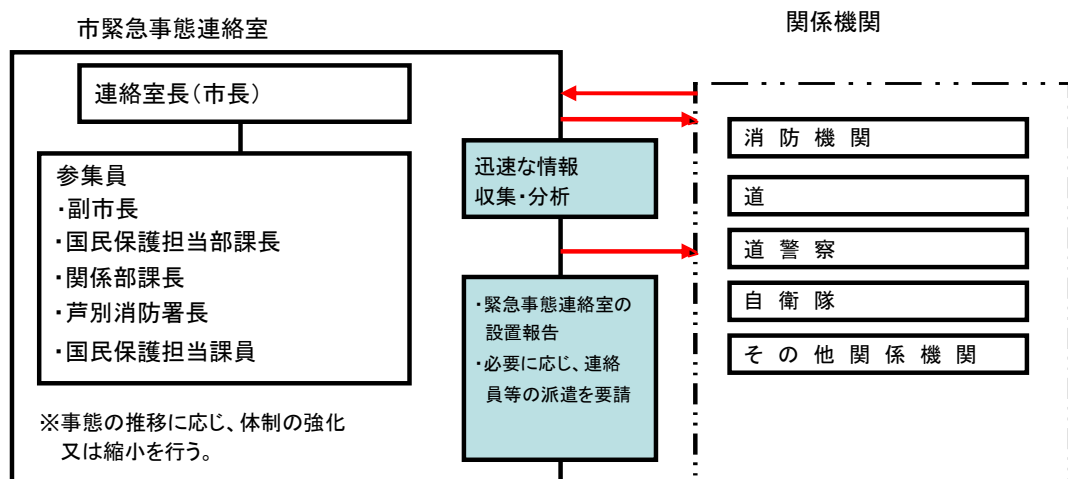 市緊急事態連絡室
連絡室長(市長)
参集員
・副市長
・国民保護担当部課長
・関係部課長
・芦別消防署長
・国民保護担当課員
※事態の推移に応じ、体制の強化
又は縮小を行う。
迅速な情報
収集・分析
・緊急事態連絡室の
設置報告
・必要に応じ、連絡
員等の派遣を要請
関係機関
消防機関
道
道警察
自衛隊
その他関係機関